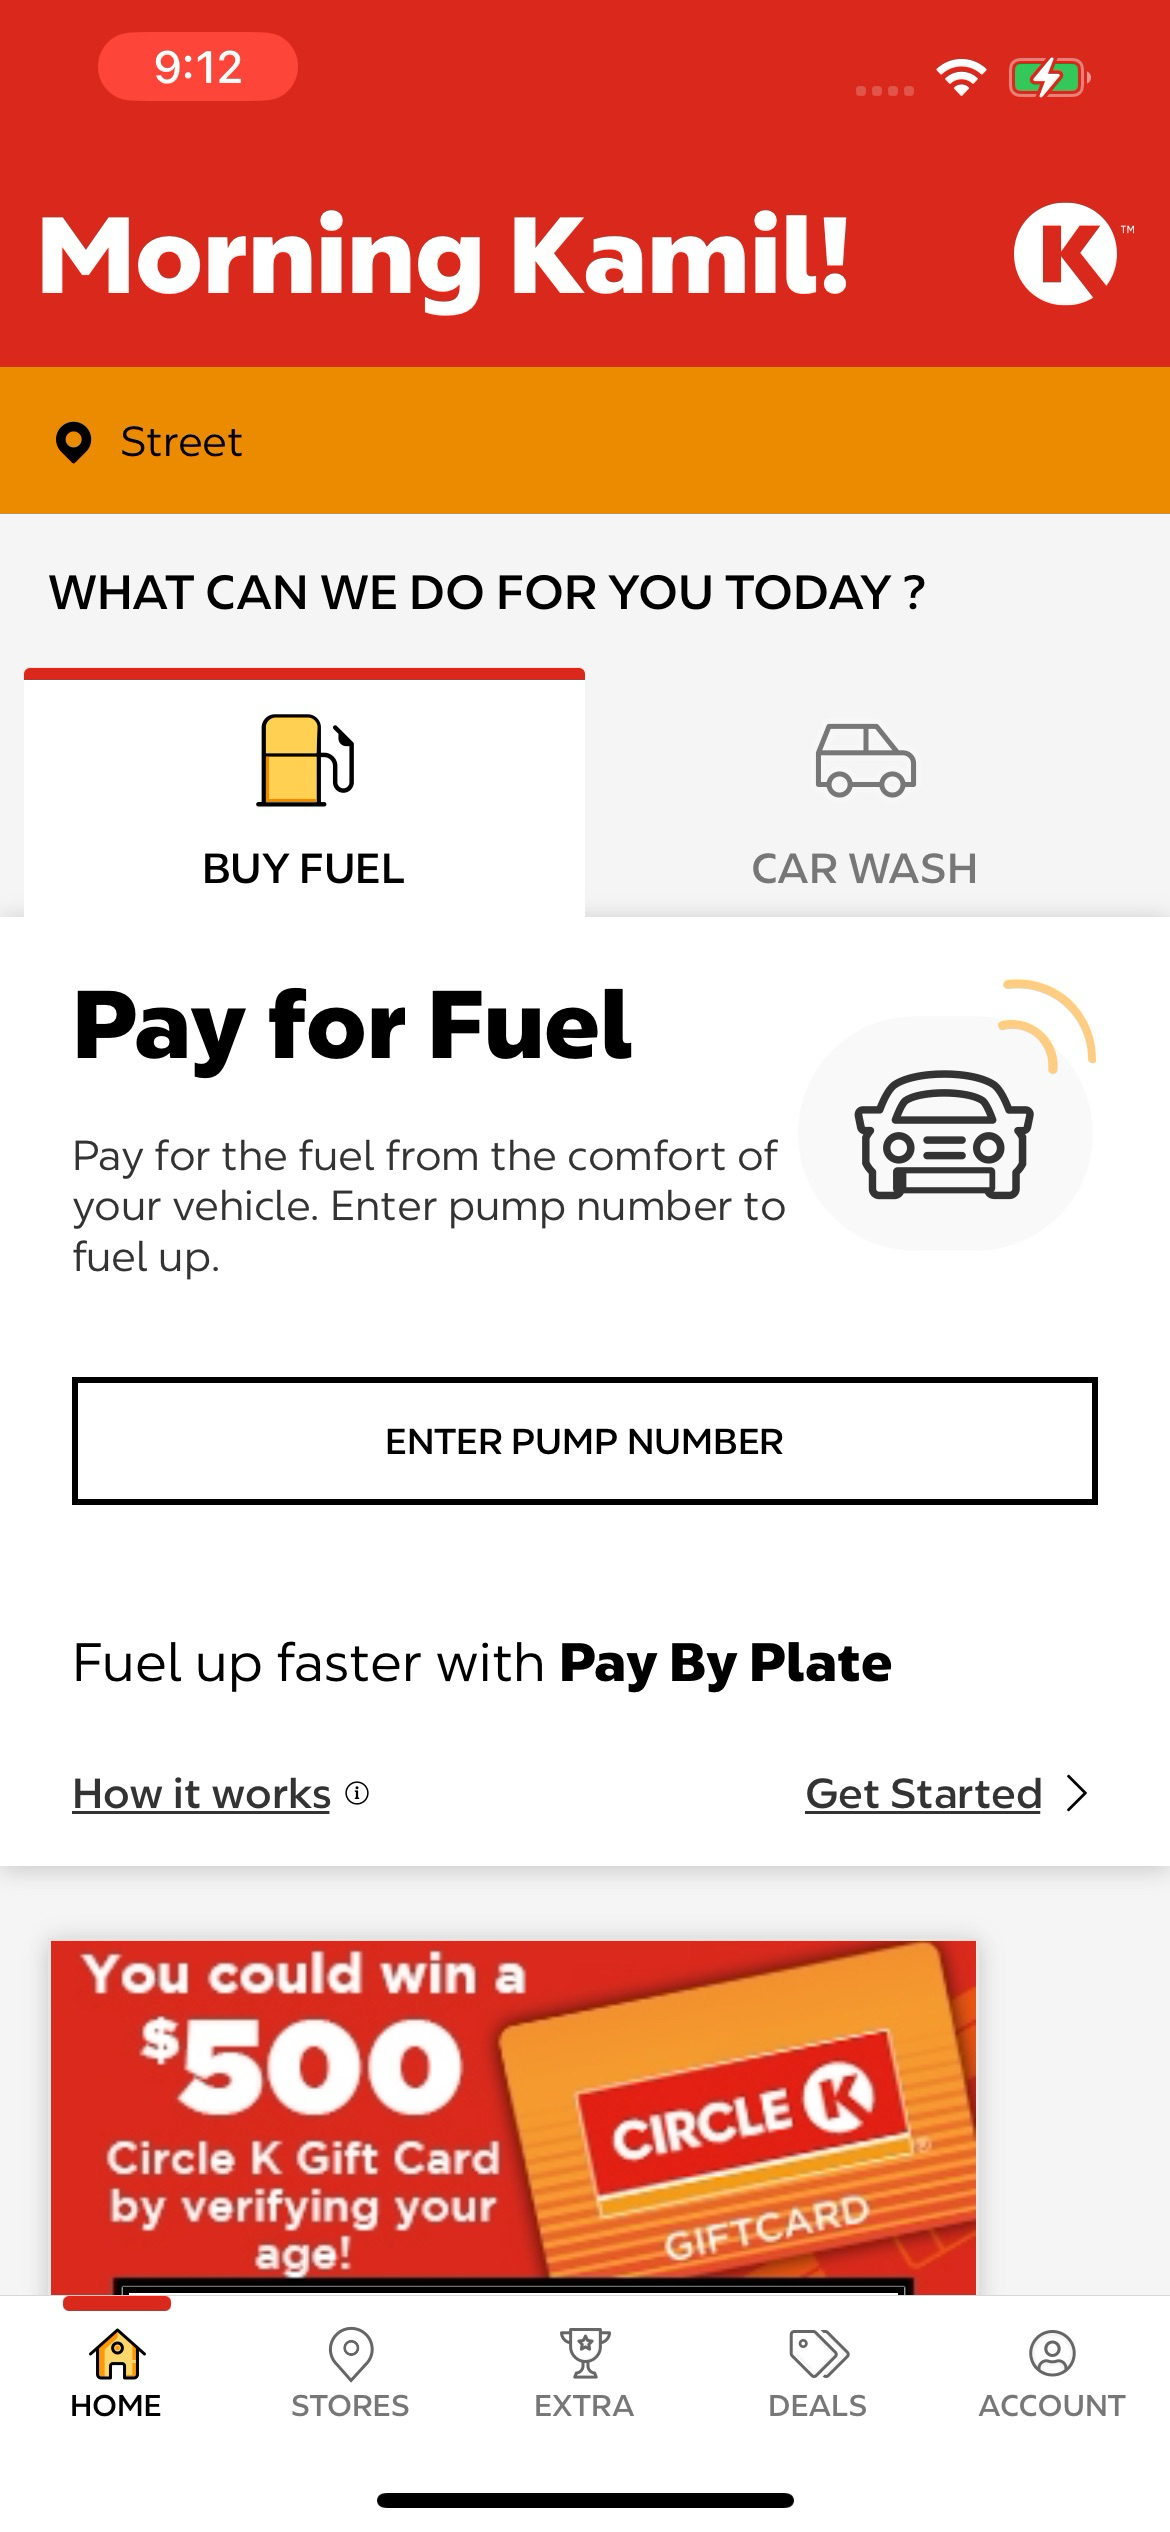 9:12
Morning Kamil!
K™
Street
WHAT CAN WE DO FOR YOU TODAY ?
BUY FUEL
CAR WASH
Pay for Fuel
Pay for the fuel from the comfort of
your vehicle. Enter pump number to
fuel up.
ENTER PUMP NUMBER
Fuel up faster with Pay By Plate
How it works
Get Started
You could win a
$500
Circle K Gift Card
by verifying your
age!
CIRCLE K®
GIFTCARD
HOME
STORES
EXTRA
DEALS
ACCOUNT